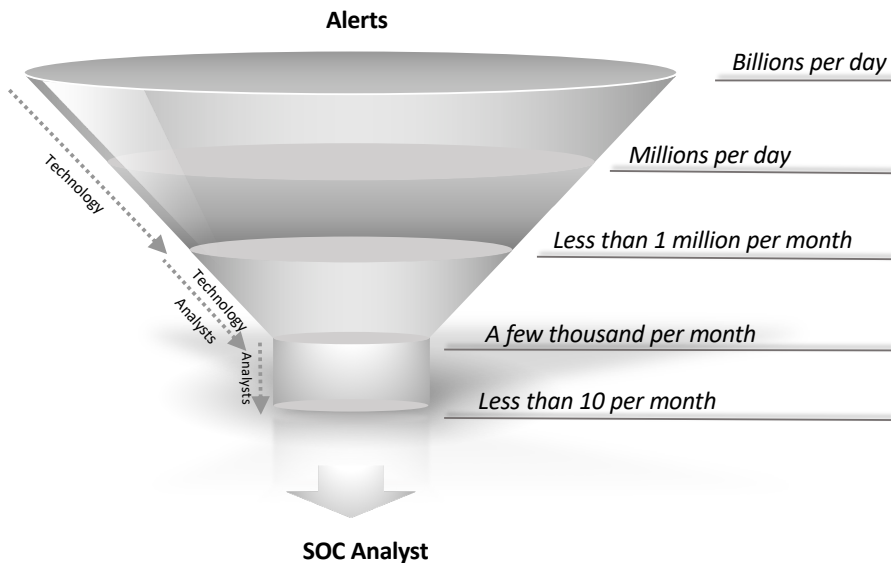 Alerts
Billions per day
Millions per day
Technology
Less than 1 million per month
Technology
Analysts
A few thousand per month
Analysts
Less than 10 per month
SOC Analyst